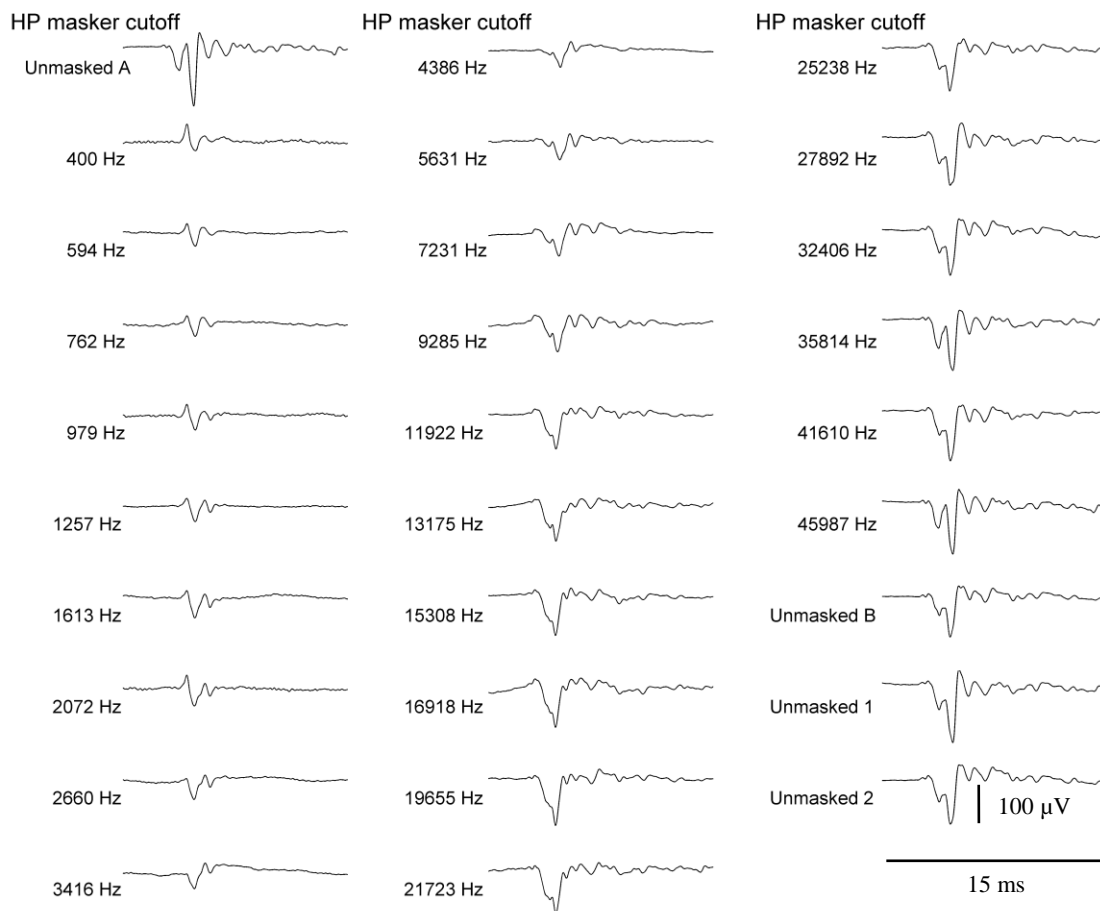 HP masker cutoff
Unmasked A
400 Hz
594 Hz
762 Hz
979 Hz
1257 Hz
1613 Hz
2072 Hz
2660 Hz
3416 Hz
HP masker cutoff
4386 Hz
5631 Hz
7231 Hz
9285 Hz
11922 Hz
13175 Hz
15308 Hz
16918 Hz
19655 Hz
21723 Hz
HP masker cutoff
25238 Hz
27892 Hz
32406 Hz
35814 Hz
41610 Hz
45987 Hz
Unmasked B
Unmasked 1
Unmasked 2
100 µV
15 ms